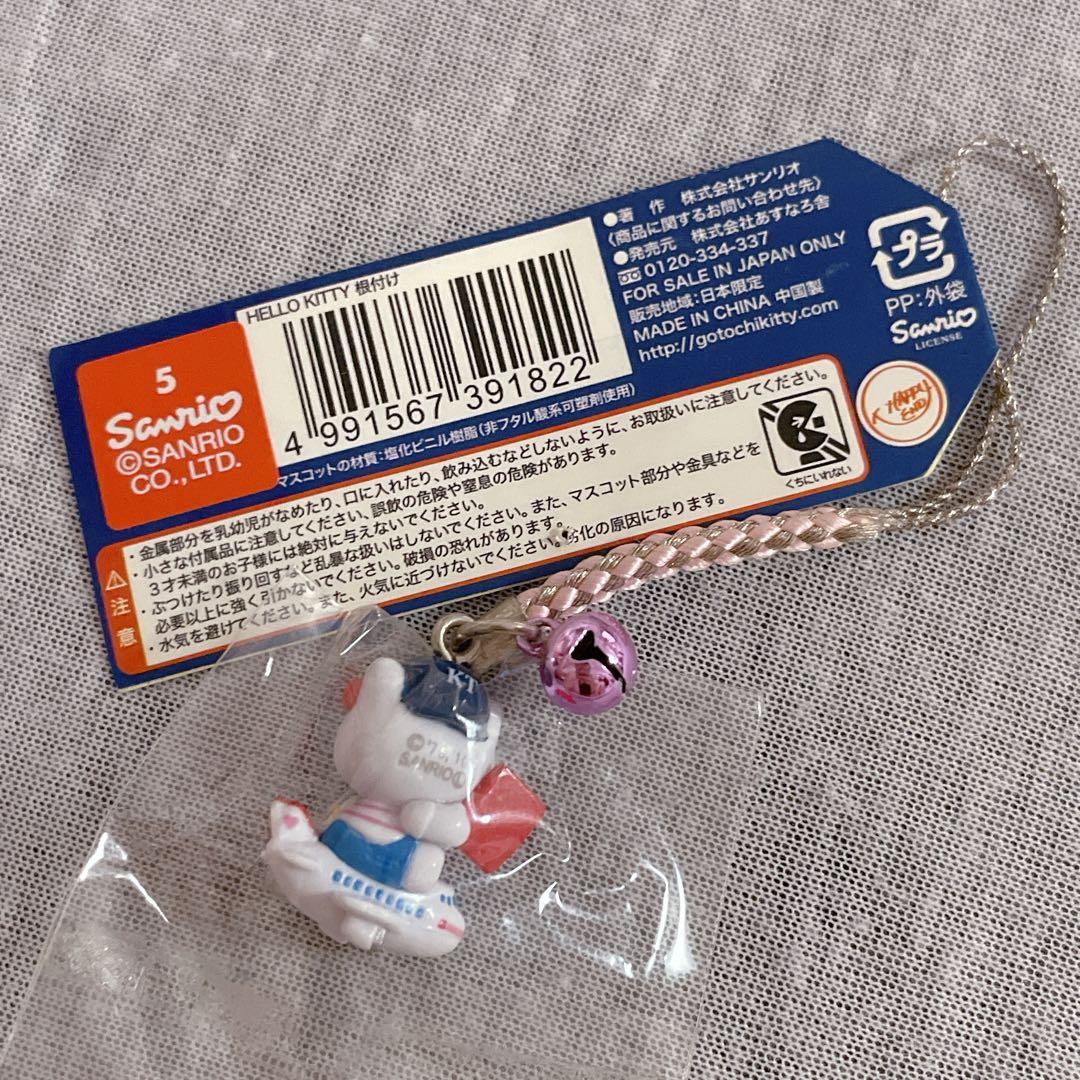 HELLO KITTY 根付け
4 991567 391822
5
Sanrio
©SANRIO
CO.,LTD.
マスコットの材質:塩化ビニル樹脂(非フタル酸系可塑剤使用)
●著 作 株式会社サンリオ
(商品に関するお問い合わせ先)
●発売元 株式会社あすなろ舎
0120-334-337
FOR SALE IN JAPAN ONLY
販売地域:日本限定
MADE IN CHINA 中国製
http://gotochikitty.com
プラ
PP:外袋
Sanrio
LICENSE
HAPPY
END
注意
・金属部分を乳幼児がなめたり、口に入れたり、飲み込むなどしないように、お取扱いに注意してください。
・小さな付属品に注意してください、誤飲の危険や窒息の危険があります。
3才未満のお子様には絶対に与えないでください。
・ぶつけたり振り回すなど乱暴な扱いはしないでください。また、マスコット部分や金具などを
必要以上に強く引かないでください。破損の恐れがあります。
・水気を避けてください。また、火気に近づけないでください。劣化の原因になります。
くちにいれない
KT
©'76,
SANRIO